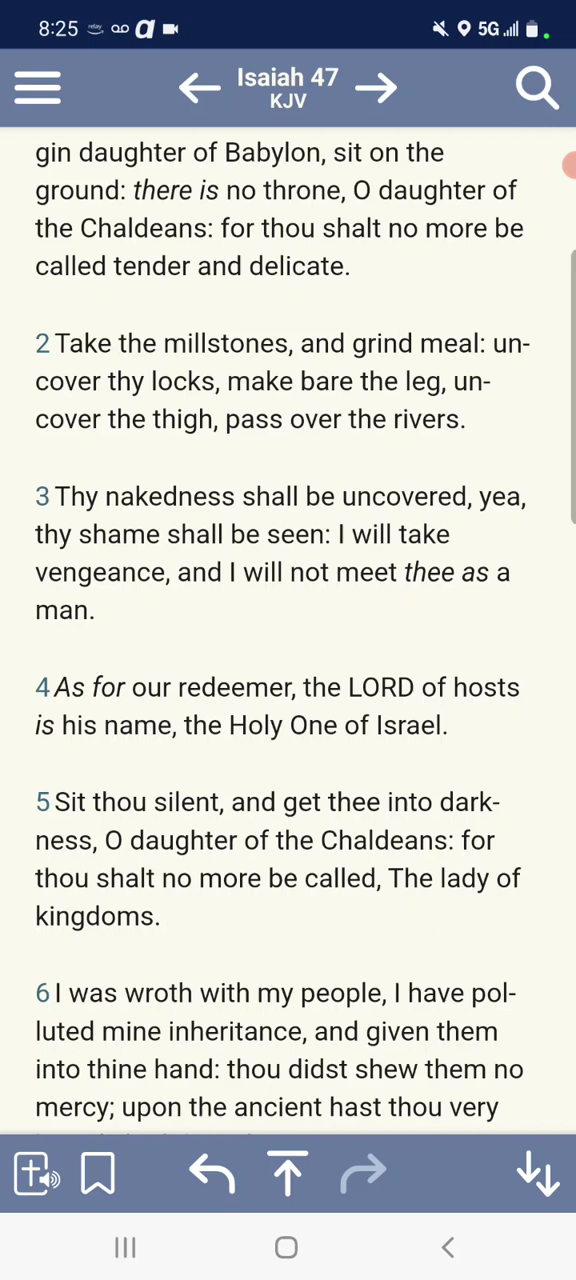 8:25 relay a 5G
Isaiah 47
KJV
gin daughter of Babylon, sit on the
ground: there is no throne, O daughter of
the Chaldeans: for thou shalt no more be
called tender and delicate.
2 Take the millstones, and grind meal: un-
cover thy locks, make bare the leg, un-
cover the thigh, pass over the rivers.
3 Thy nakedness shall be uncovered, yea,
thy shame shall be seen: I will take
vengeance, and I will not meet thee as a
man.
4 As for our redeemer, the LORD of hosts
is his name, the Holy One of Israel.
5 Sit thou silent, and get thee into dark-
ness, O daughter of the Chaldeans: for
thou shalt no more be called, The lady of
kingdoms.
6 I was wroth with my people, I have pol-
luted mine inheritance, and given them
into thine hand: thou didst shew them no
mercy; upon the ancient hast thou very